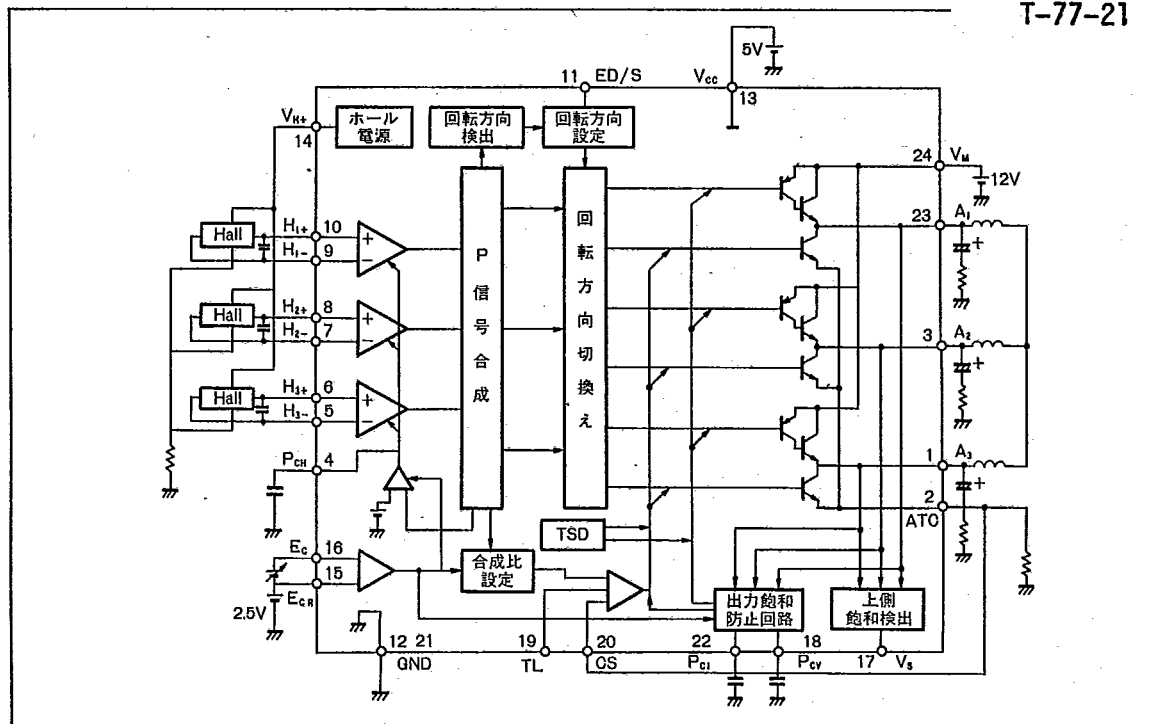 T-77-21
5V
11 ED/S
VCC
13
VH+
14
ホール
電源
回転方向
検出
回転方向
設定
24 VM
12V
23 A1
Hall
H1+ 10
H1- 9
Hall
H2+ 8
H2- 7
Hall
H3+ 6
H3- 5
P信号合成
回転方向切換え
3 A2
1 A3
2
ATC
PCH 4
TSD
EC 16
15
ECR
2.5V
合成比
設定
出力飽和
防止回路
上側
飽和検出
12 21
GND
19
TL
20
CS
22
PCI
18
PCV
17 VS